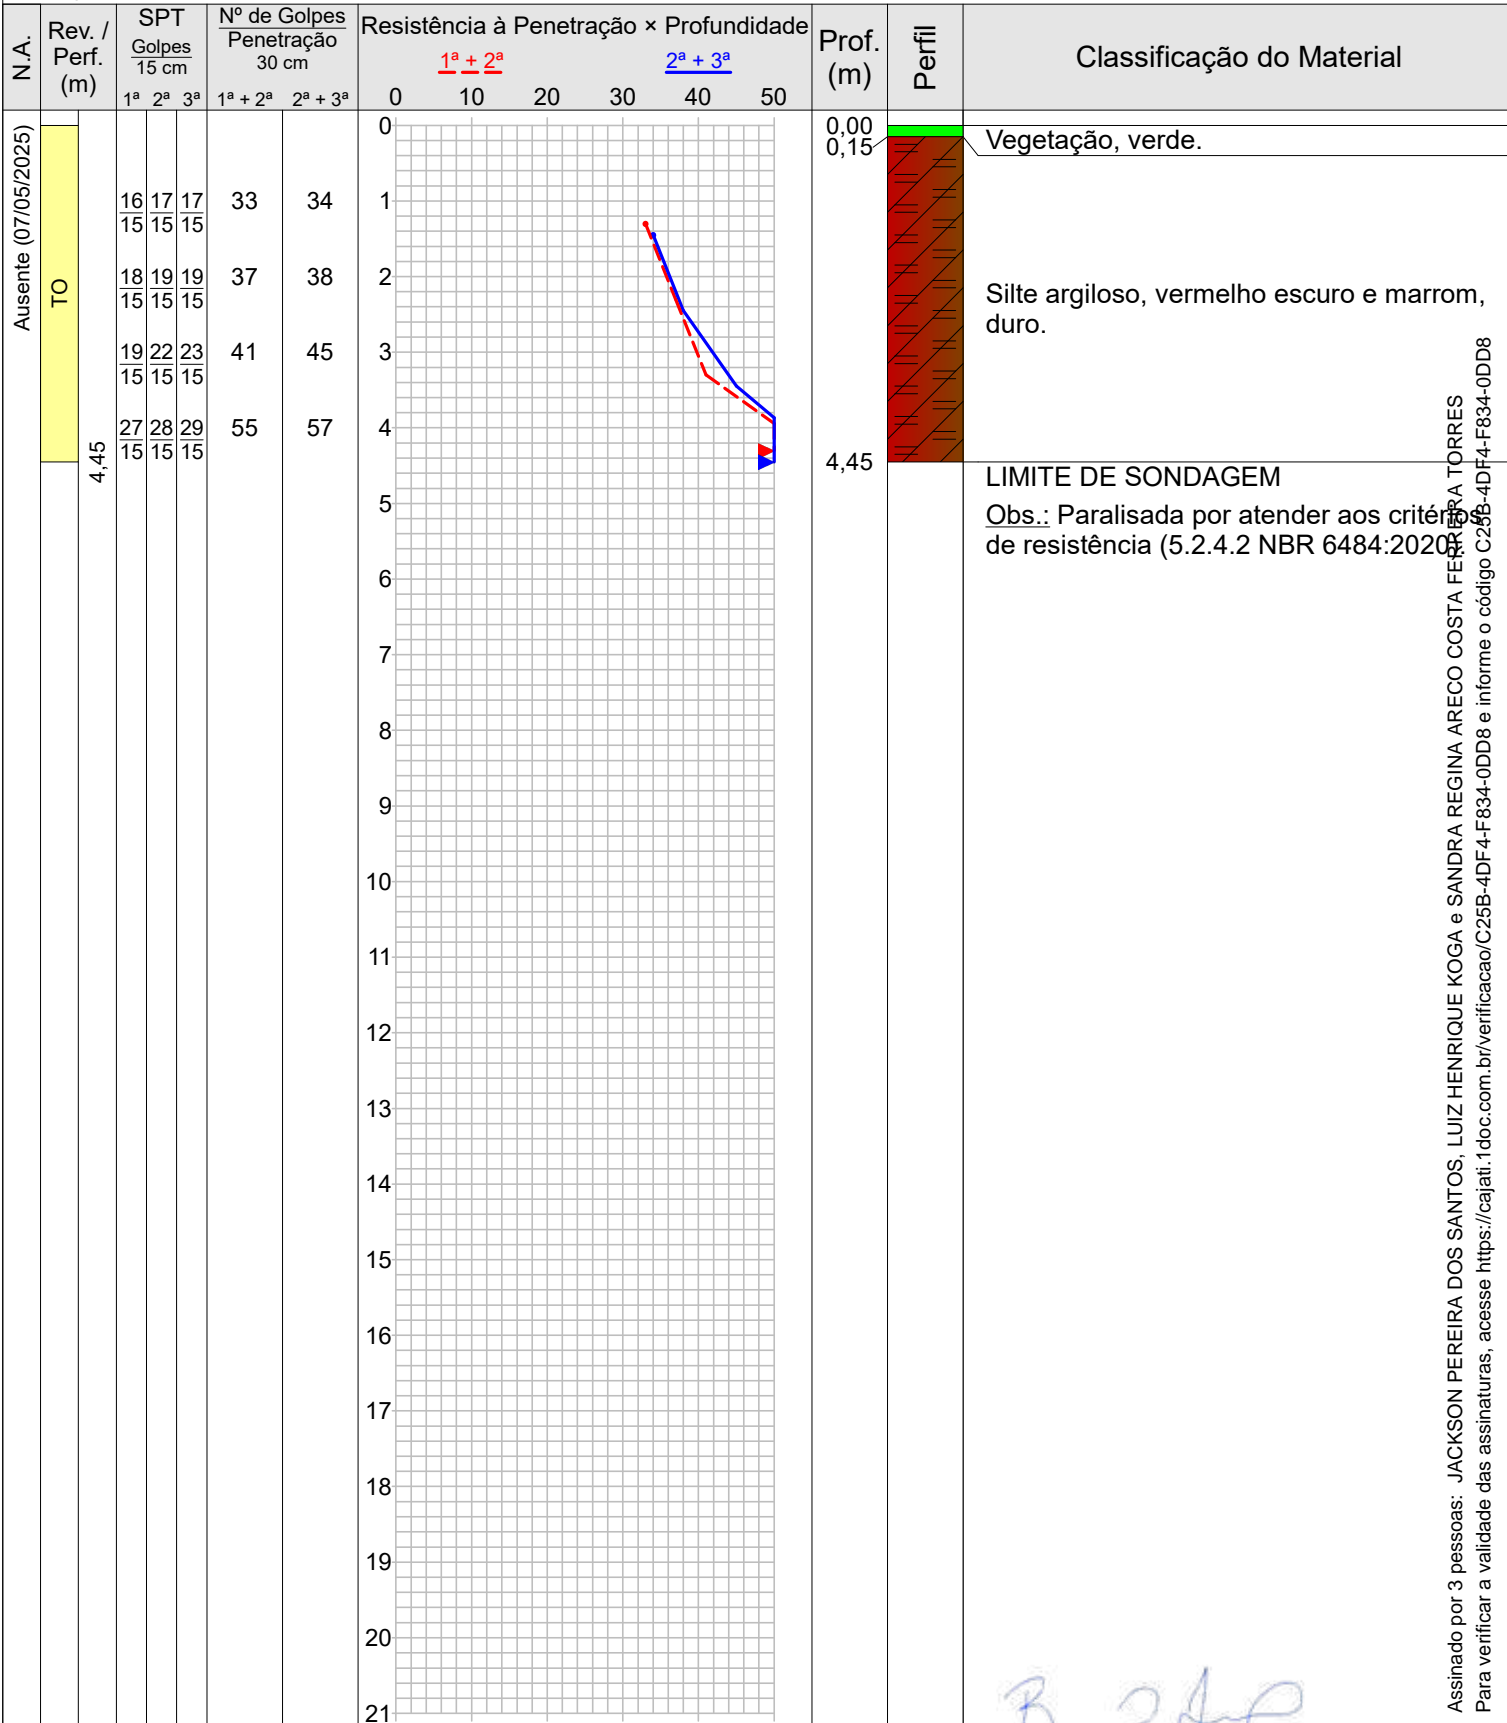 N.A.
Rev. /
Perf.
(m)
SPT
Golpes
15 cm
1ª 2ª 3ª
Nº de Golpes
Penetração
30 cm
1ª + 2ª 2ª + 3ª
Resistência à Penetração × Profundidade
1ª + 2ª 2ª + 3ª
0 10 20 30 40 50
Prof.
(m)
Perfil
Classificação do Material
Ausente (07/05/2025)
TO
4,45
16 17 17 33 34
15 15 15
18 19 19 37 38
15 15 15
19 22 23 41 45
15 15 15
27 28 29 55 57
15 15 15
0
1
2
3
4
5
6
7
8
9
10
11
12
13
14
15
16
17
18
19
20
21
0,00
0,15
4,45
Vegetação, verde.
Silte argiloso, vermelho escuro e marrom,
duro.
LIMITE DE SONDAGEM
Obs.: Paralisada por atender aos critérios
de resistência (5.2.4.2 NBR 6484:2020).
Assinado por 3 pessoas: JACKSON PEREIRA DOS SANTOS, LUIZ HENRIQUE KOGA e SANDRA REGINA ARECO COSTA FERREIRA TORRES
Para verificar a validade das assinaturas, acesse https://cajati.1doc.com.br/verificacao/C25B-4DF4-F834-0DD8 e informe o código C25B-4DF4-F834-0DD8